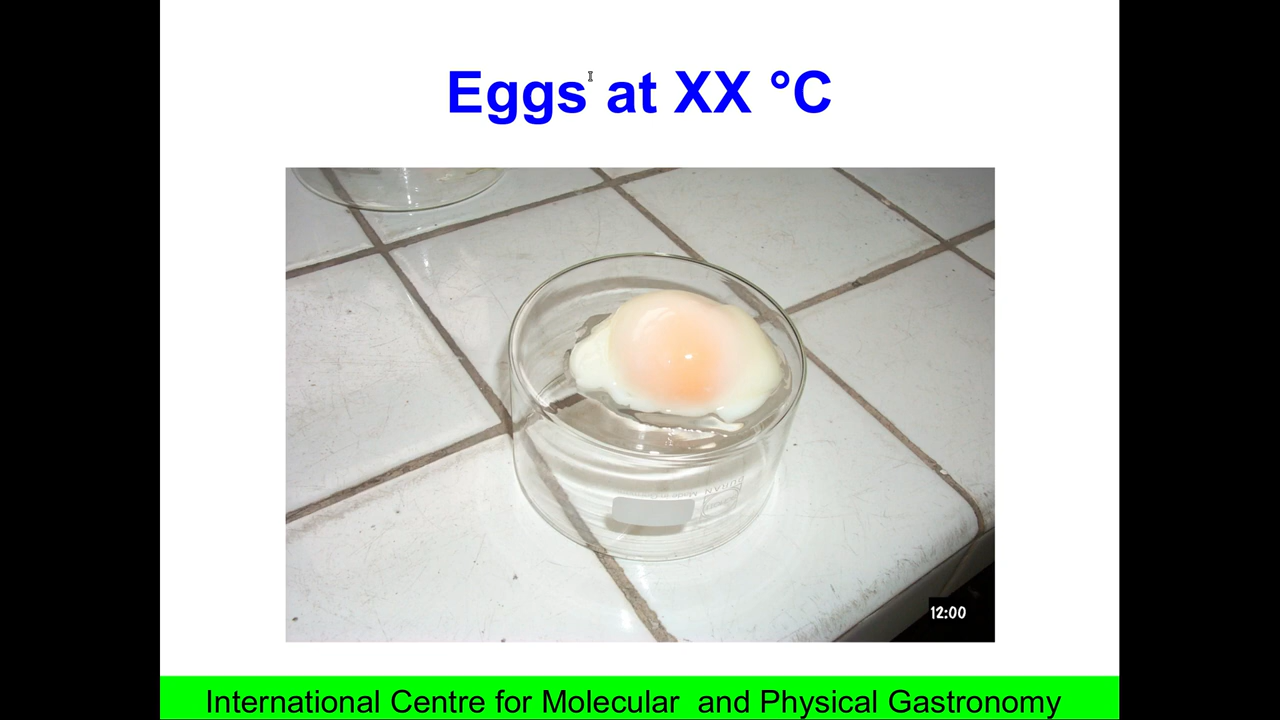 Eggs at XX °C
12:00
International Centre for Molecular and Physical Gastronomy